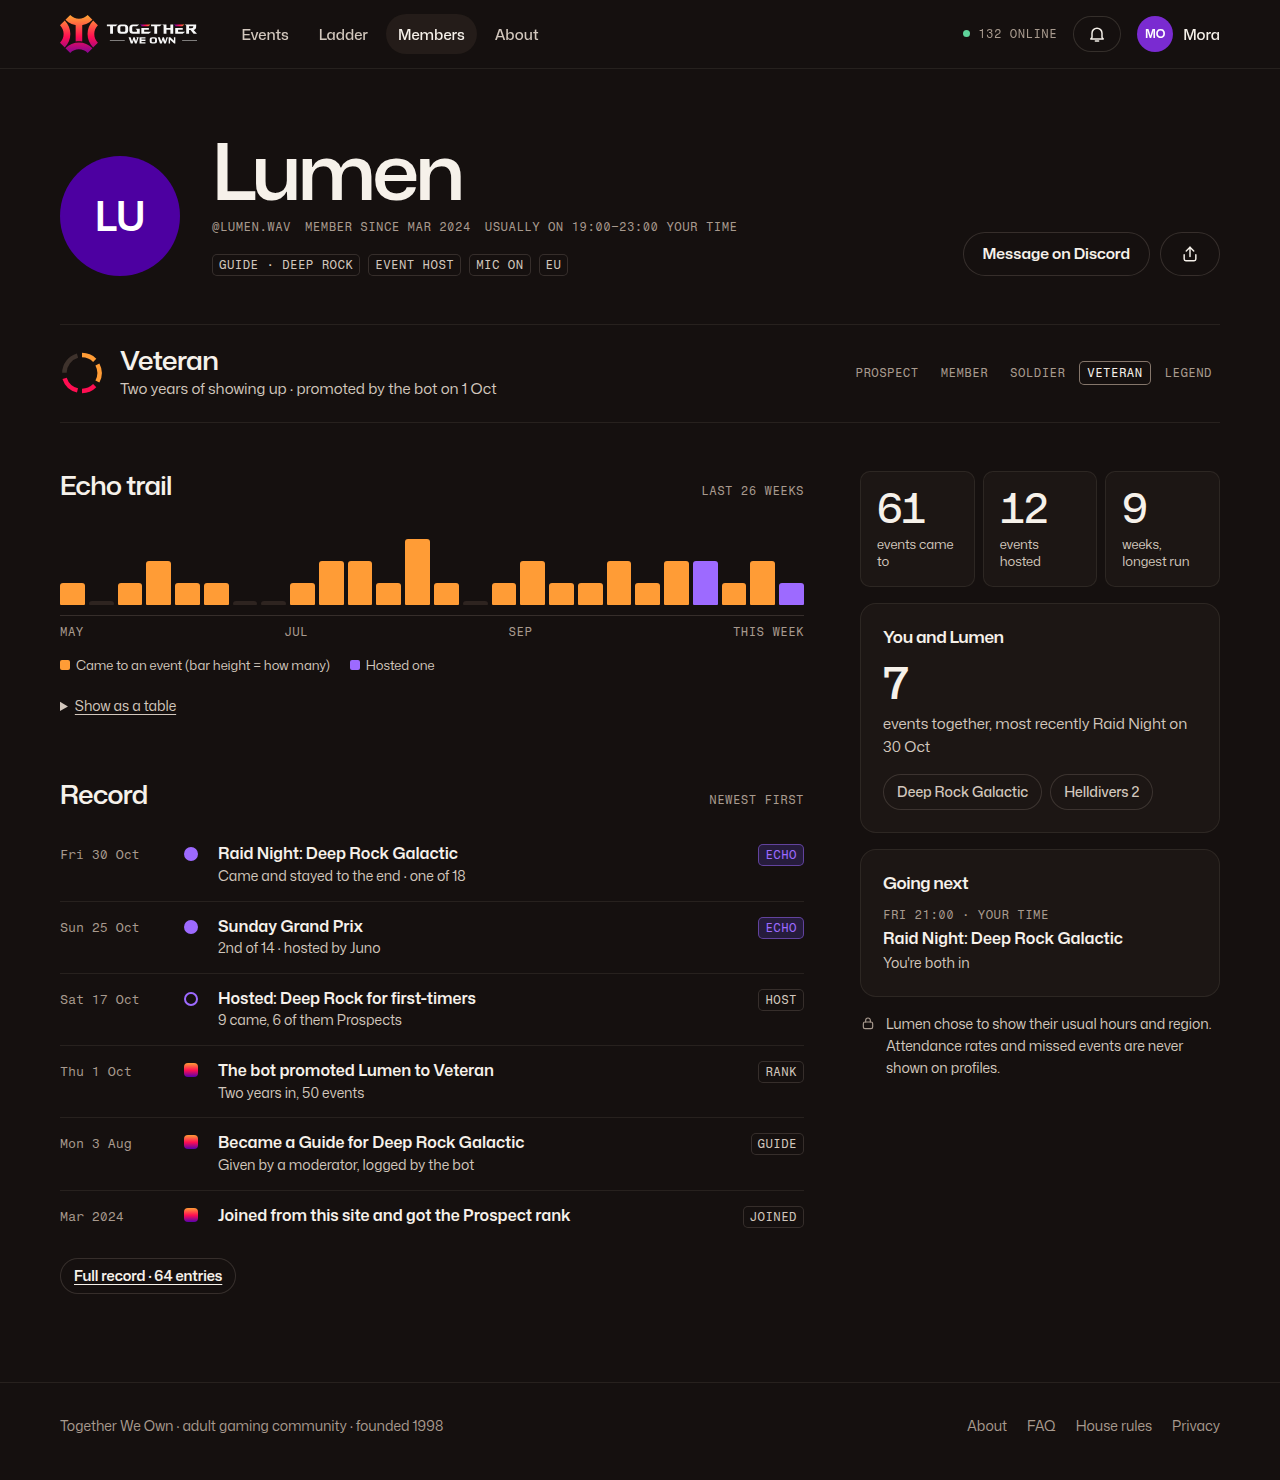 TOGETHER
WE OWN
Events
Ladder
Members
About
132 ONLINE
MO
Mora
LU
Lumen
@LUMEN.WAV MEMBER SINCE MAR 2024 USUALLY ON 19:00–23:00 YOUR TIME
GUIDE · DEEP ROCK
EVENT HOST
MIC ON
EU
Message on Discord
Veteran
Two years of showing up · promoted by the bot on 1 Oct
PROSPECT
MEMBER
SOLDIER
VETERAN
LEGEND
Echo trail
LAST 26 WEEKS
MAY
JUL
SEP
THIS WEEK
Came to an event (bar height = how many)
Hosted one
Show as a table
61
events came
to
12
events
hosted
9
weeks,
longest run
You and Lumen
7
events together, most recently Raid Night on
30 Oct
Deep Rock Galactic
Helldivers 2
Going next
FRI 21:00 · YOUR TIME
Raid Night: Deep Rock Galactic
You're both in
Lumen chose to show their usual hours and region.
Attendance rates and missed events are never
shown on profiles.
Record
NEWEST FIRST
Fri 30 Oct
Raid Night: Deep Rock Galactic
ECHO
Came and stayed to the end · one of 18
Sun 25 Oct
Sunday Grand Prix
ECHO
2nd of 14 · hosted by Juno
Sat 17 Oct
Hosted: Deep Rock for first-timers
HOST
9 came, 6 of them Prospects
Thu 1 Oct
The bot promoted Lumen to Veteran
RANK
Two years in, 50 events
Mon 3 Aug
Became a Guide for Deep Rock Galactic
GUIDE
Given by a moderator, logged by the bot
Mar 2024
Joined from this site and got the Prospect rank
JOINED
Full record · 64 entries
Together We Own · adult gaming community · founded 1998
About
FAQ
House rules
Privacy